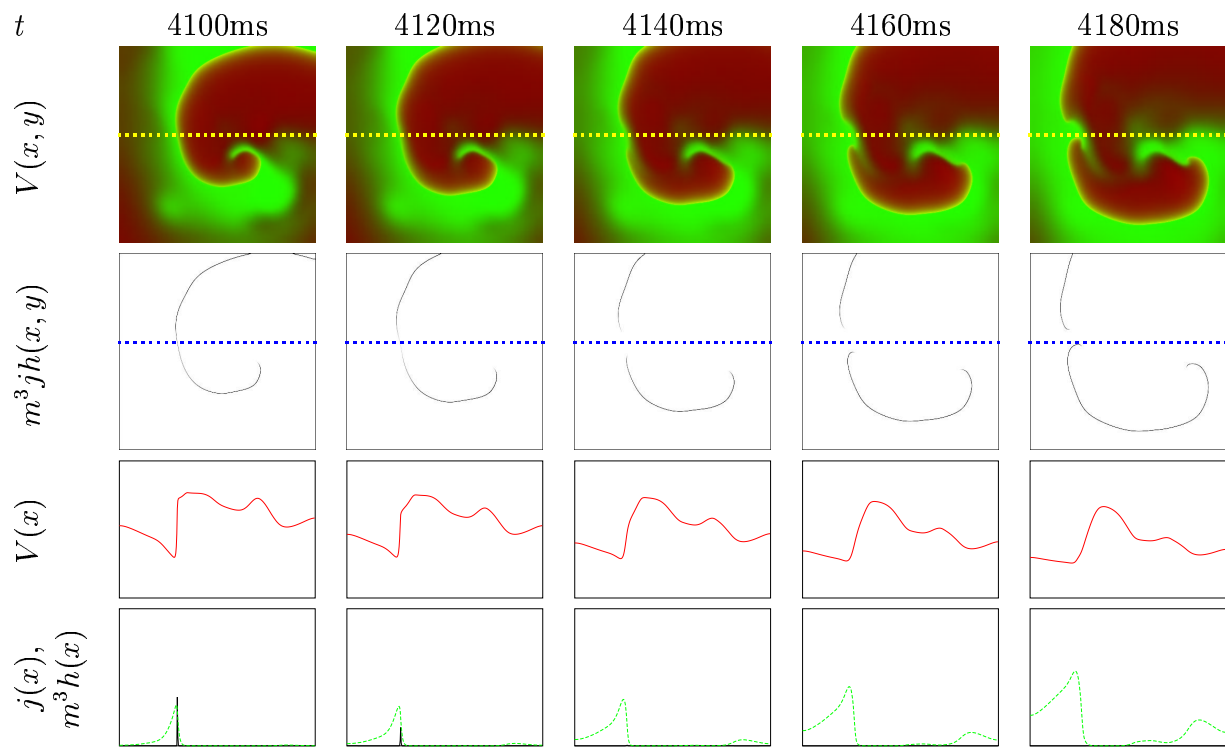 t 4100ms 4120ms 4140ms 4160ms 4180ms
V(x, y)
m³jh(x, y)
V(x)
j(x),
m³h(x)